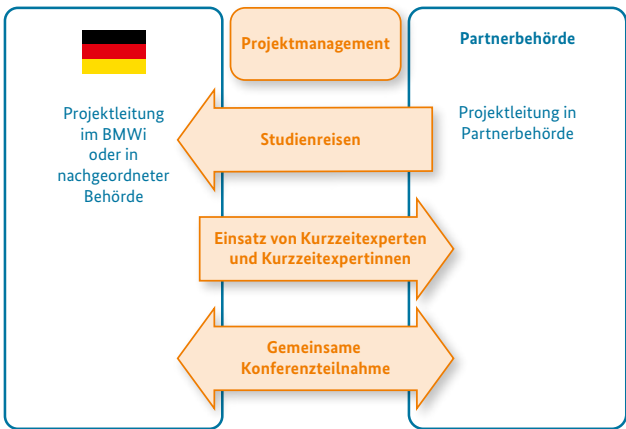 Projektmanagement
Partnerbehörde
Projektleitung
im BMWi
oder in
nachgeordneter
Behörde
Projektleitung in
Partnerbehörde
Studienreisen
Einsatz von Kurzzeitexperten
und Kurzzeitexpertinnen
Gemeinsame
Konferenzteilnahme